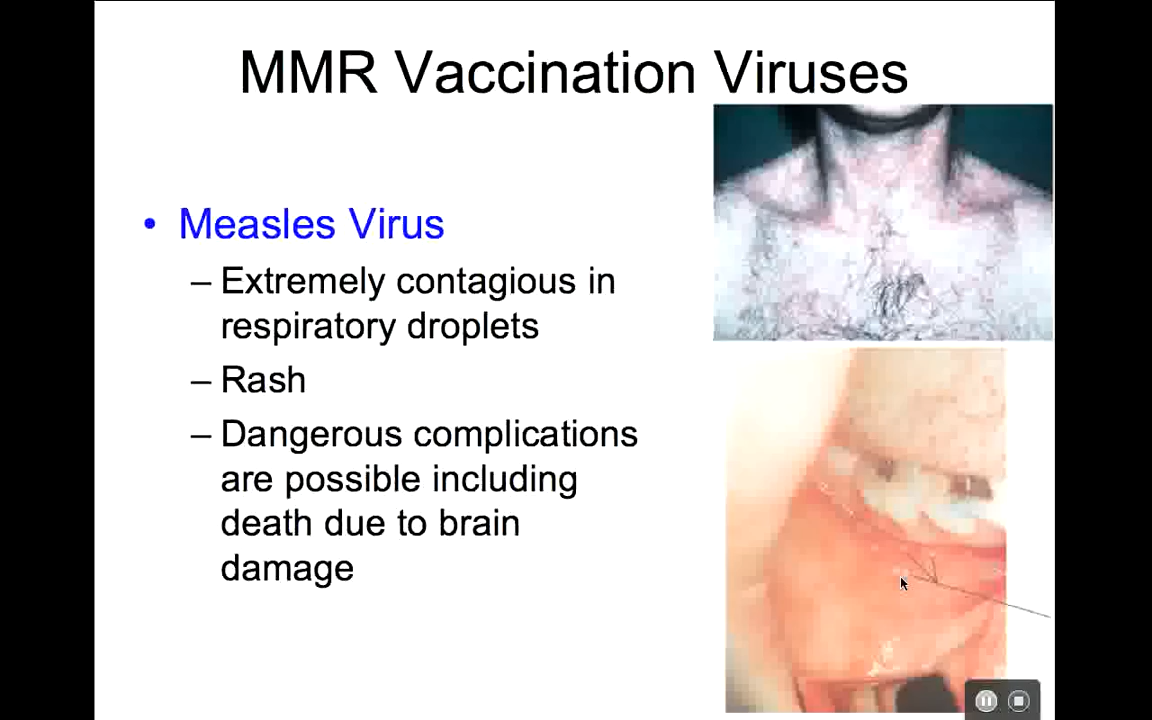 MMR Vaccination Viruses
• Measles Virus
– Extremely contagious in
respiratory droplets
– Rash
– Dangerous complications
are possible including
death due to brain
damage